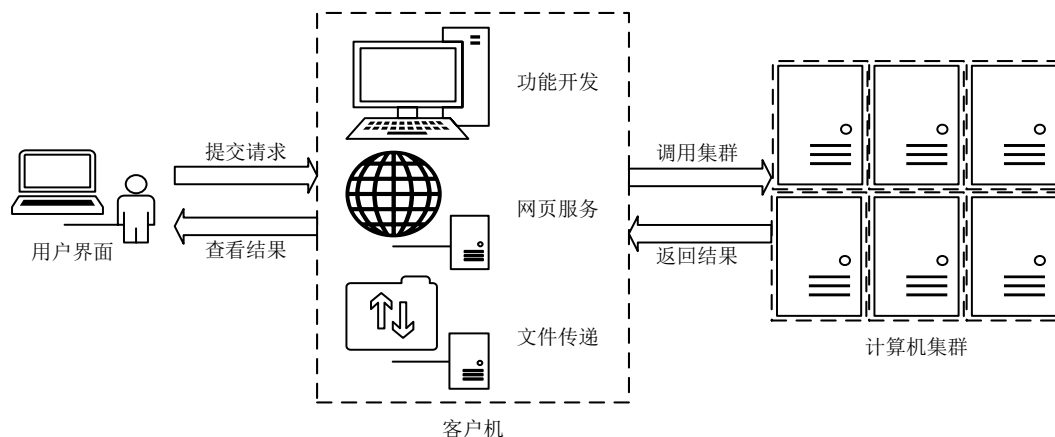 功能开发
提交请求
调用集群
网页服务
用户界面
查看结果
返回结果
文件传递
计算机集群
客户机